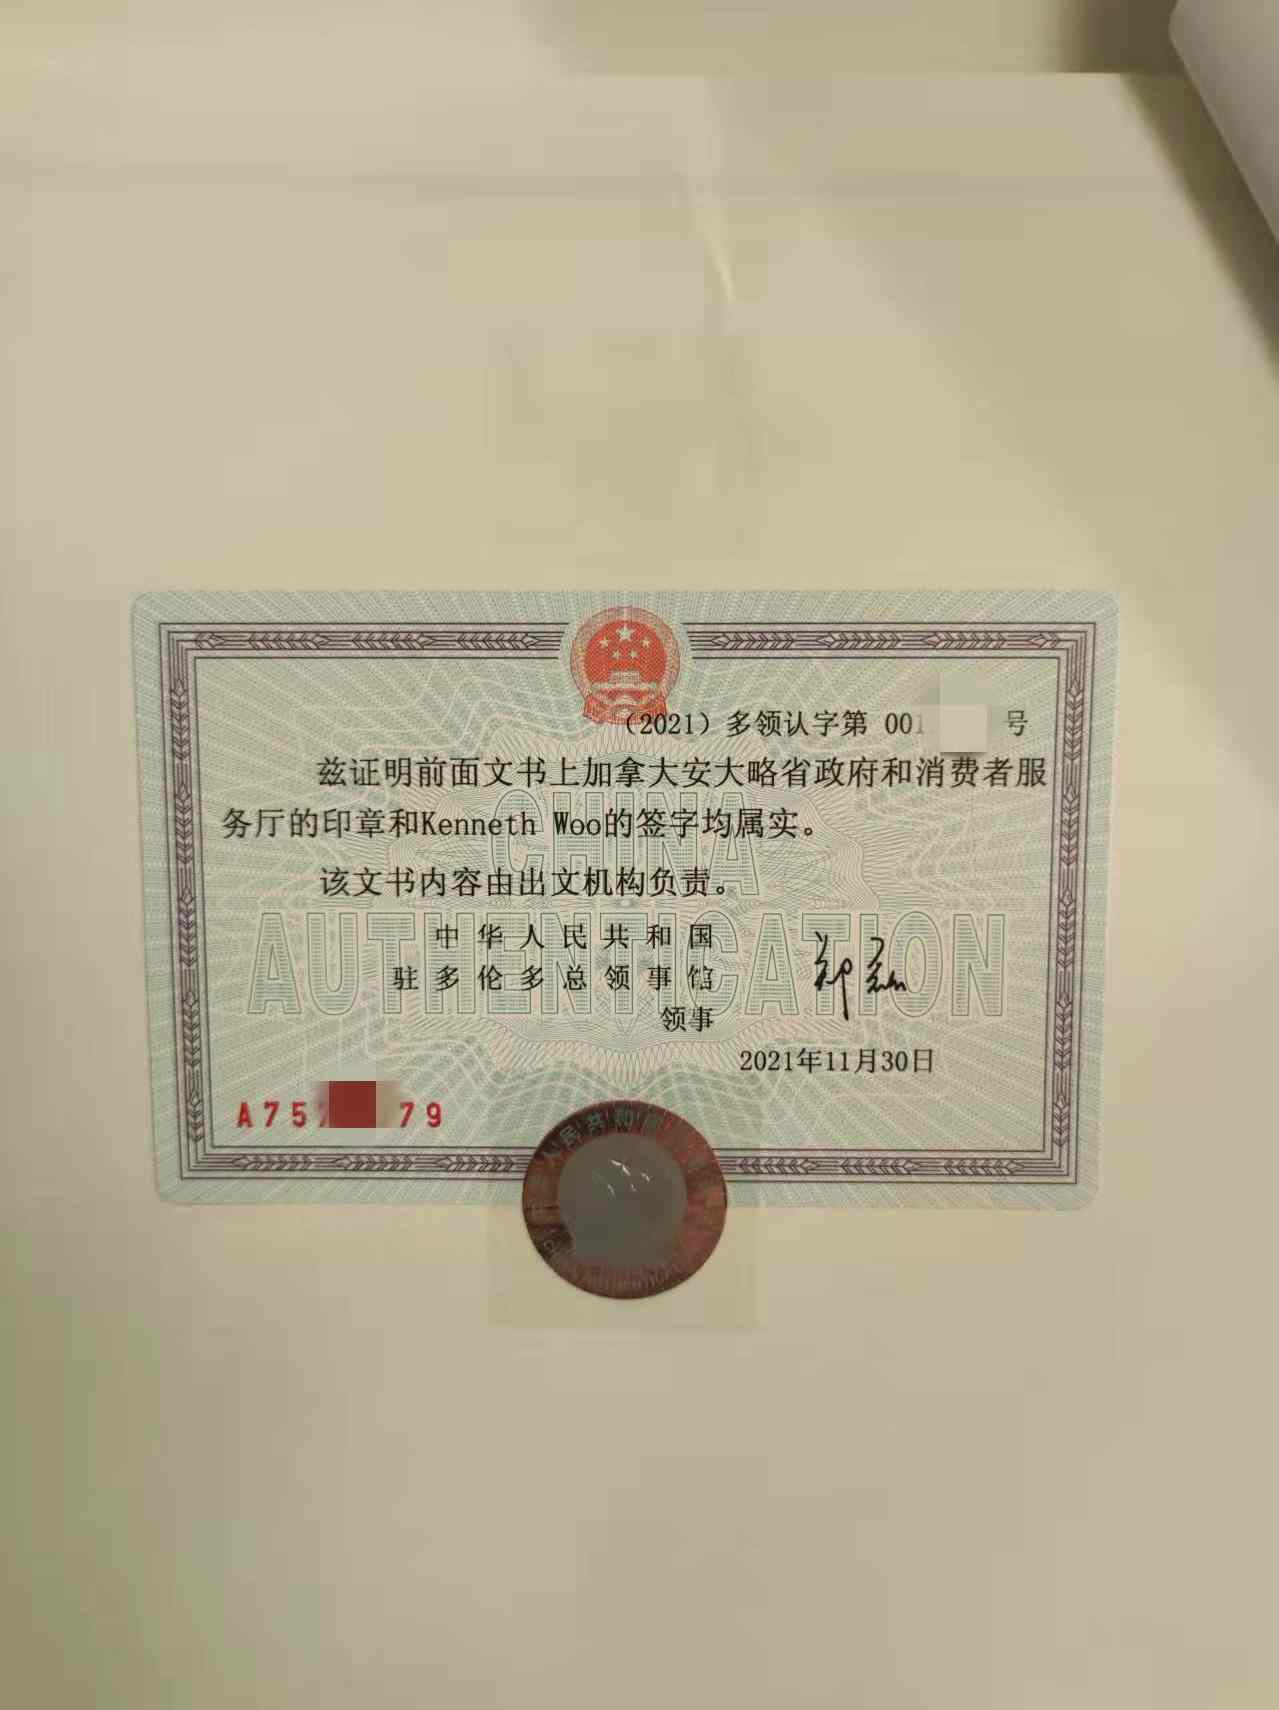 （2021）多领认字第 001 号
兹证明前面文书上加拿大安大略省政府和消费者服
务厅的印章和Kenneth Woo的签字均属实。
该文书内容由出文机构负责。
CHINA
AUTHENTICATION
中华人民共和国
驻多伦多总领事馆
领事
2021年11月30日
A75 79
人民共和国